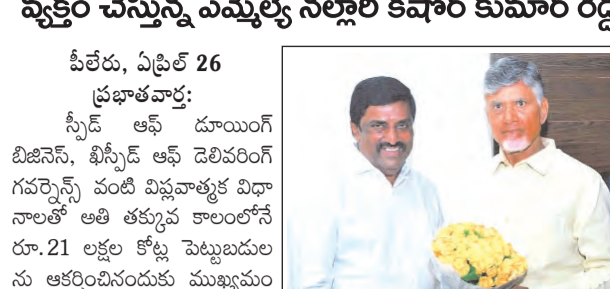 వ్యక్తం చేస్తున్న ఎమ్మెల్యే నల్లారి కిషోర్ కుమార్ రెడ్డి
పీలేరు, ఏప్రిల్ 26
ప్రభాతవార్త:
స్పీడ్ ఆఫ్ డూయింగ్
బిజినెస్, ఖిస్పీడ్ ఆఫ్ డెలివరింగ్
గవర్నెన్స్ వంటి విప్లవాత్మక విధా
నాలతో అతి తక్కువ కాలంలోనే
రూ.21 లక్షల కోట్ల పెట్టుబడుల
ను ఆకర్షించినందుకు ముఖ్యమం